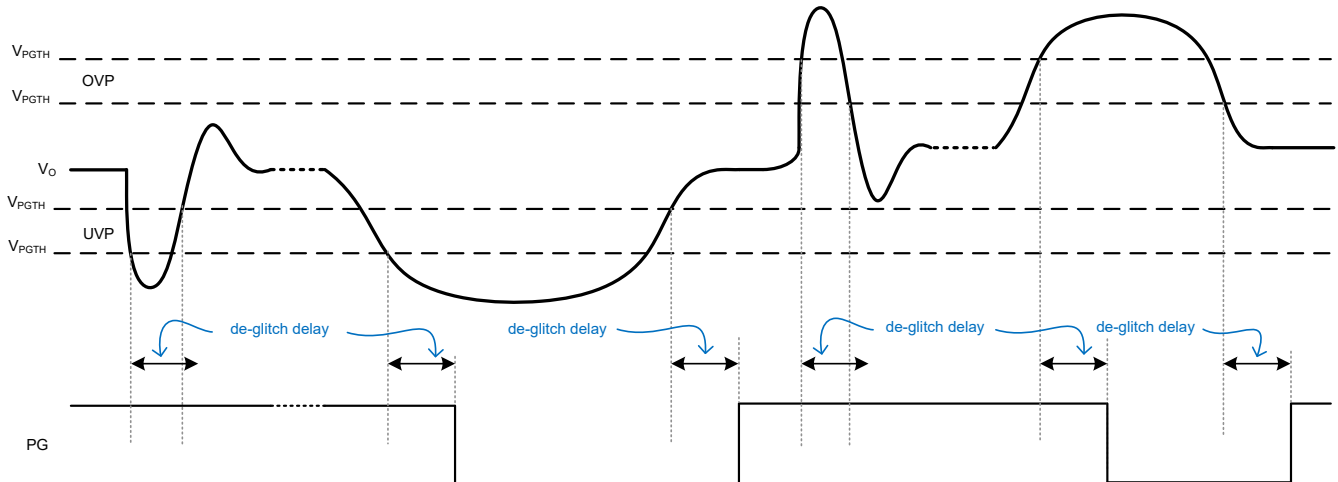 VPGTH
OVP
VPGTH
VO
VPGTH
UVP
VPGTH
de-glitch delay
de-glitch delay
de-glitch delay
de-glitch delay
PG